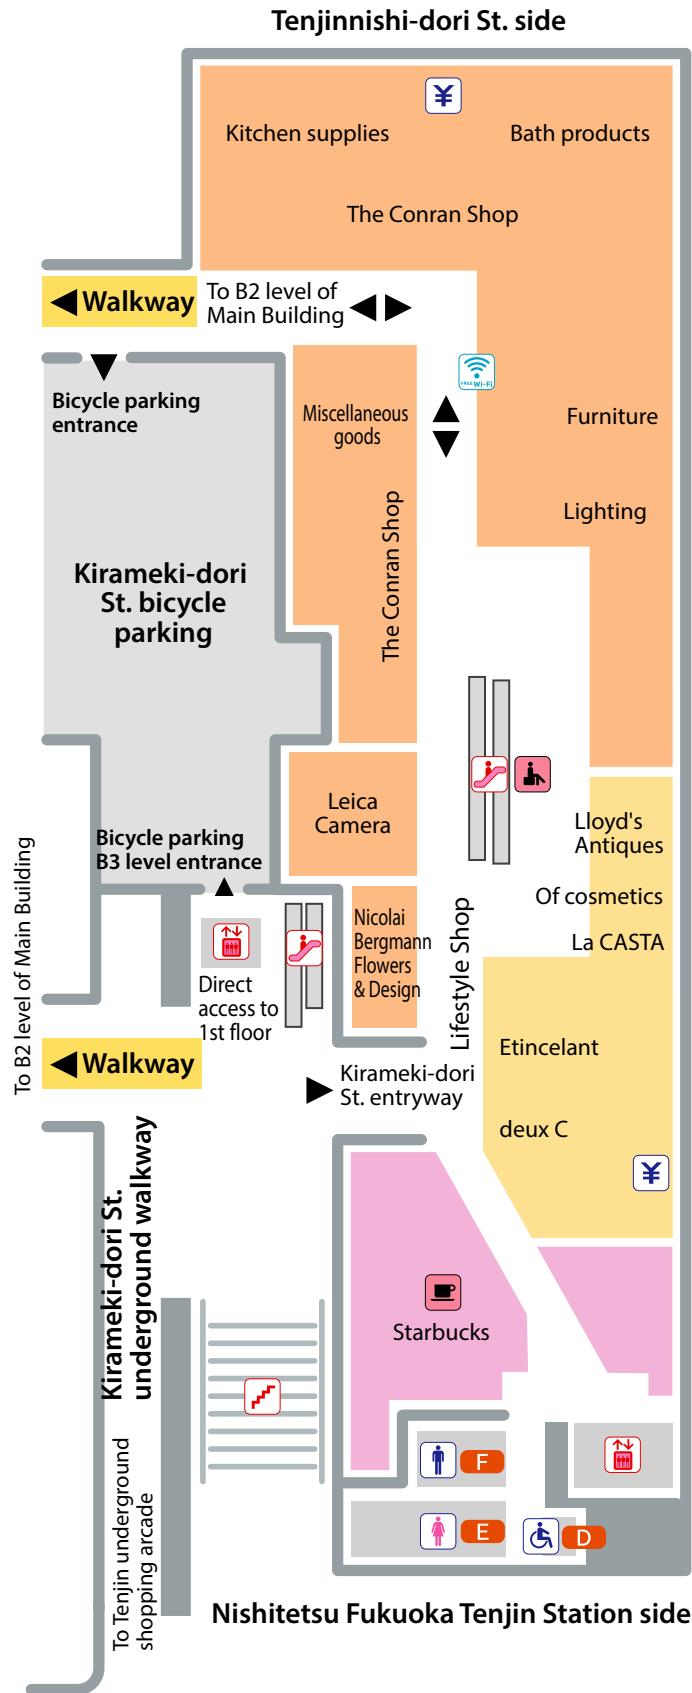 Tenjinnishi-dori St. side
¥
Kitchen supplies
Bath products
The Conran Shop
Walkway
To B2 level of
Main Building
FREE Wi-Fi
Bicycle parking
entrance
Miscellaneous
goods
Furniture
Lighting
The Conran Shop
Kirameki-dori
St. bicycle
parking
Leica
Camera
Lloyd's
Antiques
Bicycle parking
B3 level entrance
Of cosmetics
La CASTA
Nicolai
Bergmann
Flowers
& Design
Lifestyle Shop
Direct
access to
1st floor
To B2 level of Main Building
Walkway
Etincelant
Kirameki-dori
St. entryway
deux C
¥
Kirameki-dori St.
underground walkway
Starbucks
To Tenjin underground
shopping arcade
F
E
D
Nishitetsu Fukuoka Tenjin Station side